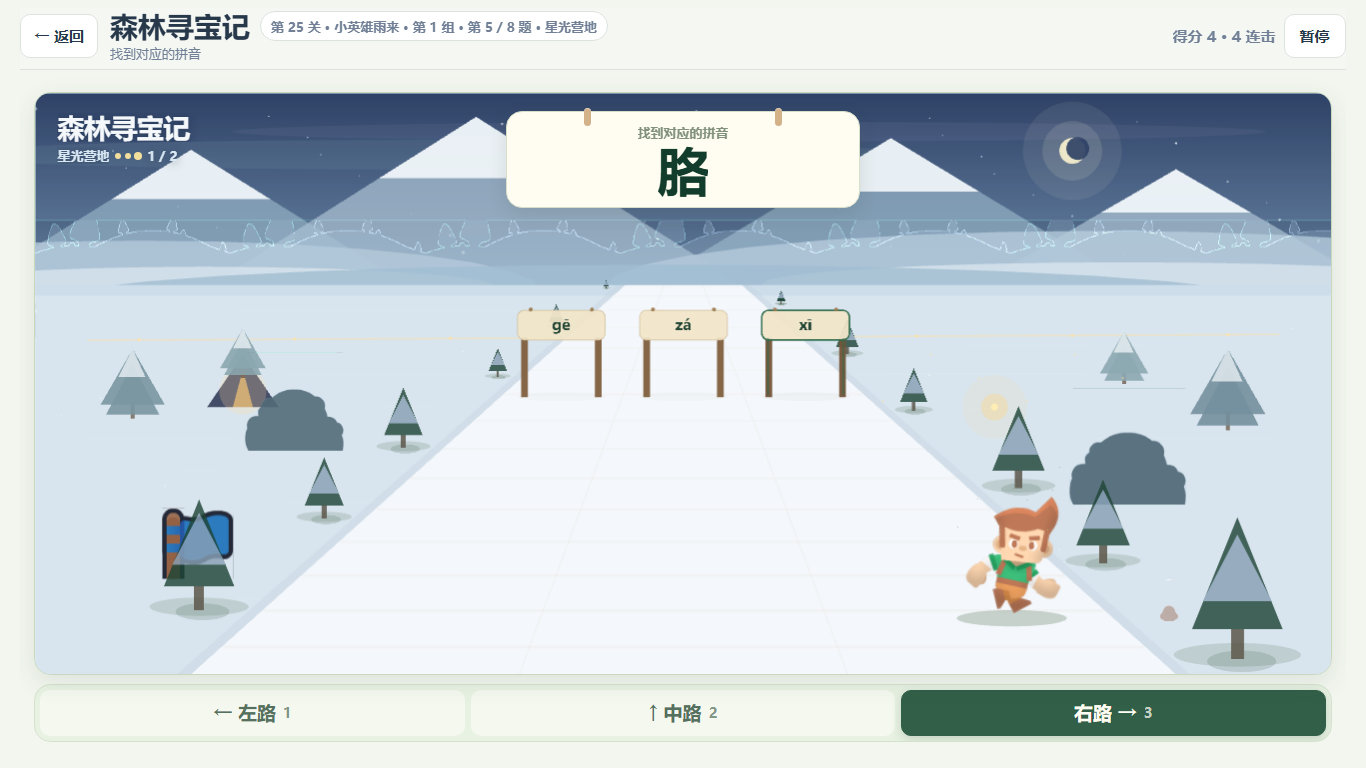 ← 返回
森林寻宝记
第 25 关 • 小英雄雨来 • 第 1 组 • 第 5 / 8 题 • 星光营地
找到对应的拼音
得分 4 • 4 连击
暂停
森林寻宝记
星光营地 ●●● 1 / 2
找到对应的拼音
胳
gē
zá
xī
← 左路 1
↑ 中路 2
右路 → 3